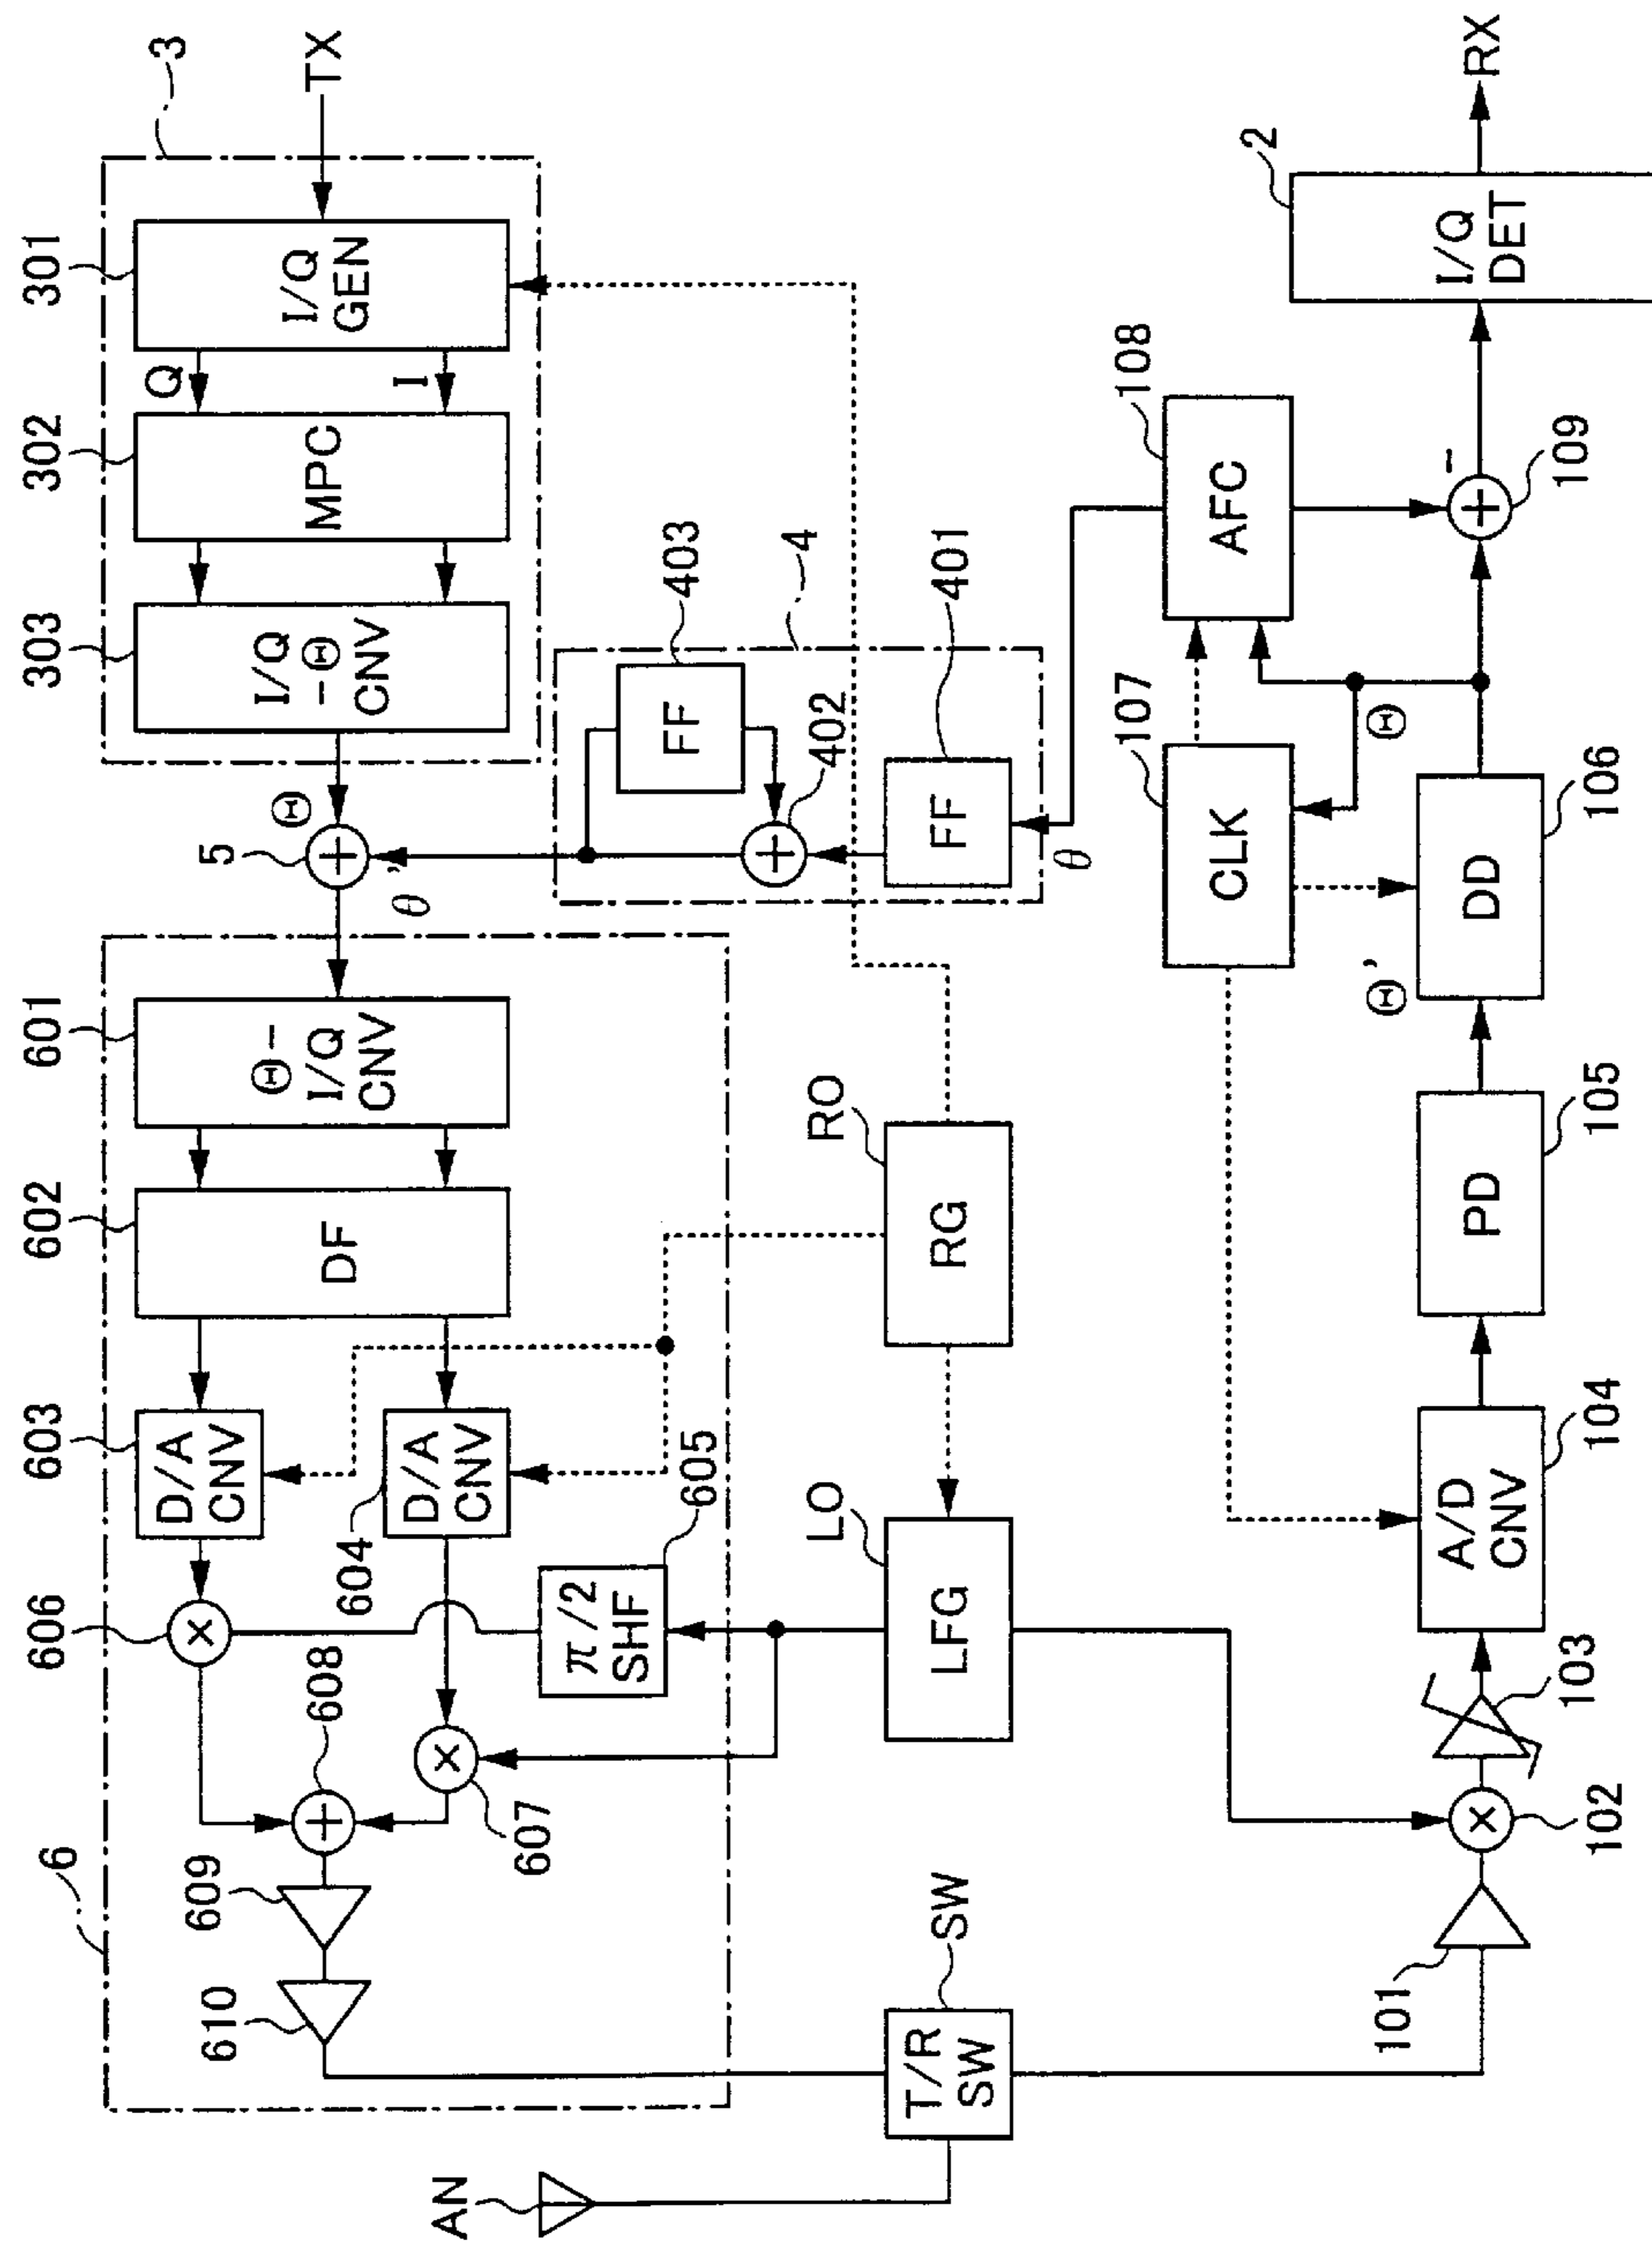 AN
T/R
SW
SW
6
610
609
608
606
607
603
D/A
CNV
604
D/A
CNV
605
π/2
SHF
602
DF
601
Θ-
I/Q
CNV
5
+
Θ
θ'
303
I/Q
-Θ
CNV
302
MPC
Q
I
301
I/Q
GEN
3
TX
LO
LFG
RO
RG
4
403
FF
402
401
FF
θ
101
102
103
104
A/D
CNV
105
PD
Θ'
106
DD
107
CLK
Θ
108
AFC
109
-
2
I/Q
DET
RX